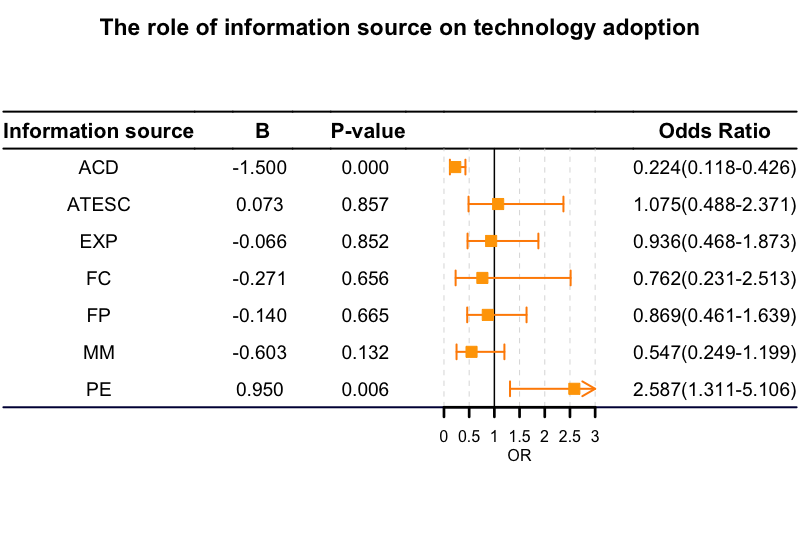 The role of information source on technology adoption
Information source B P-value Odds Ratio
ACD -1.500 0.000 0.224(0.118-0.426)
ATESC 0.073 0.857 1.075(0.488-2.371)
EXP -0.066 0.852 0.936(0.468-1.873)
FC -0.271 0.656 0.762(0.231-2.513)
FP -0.140 0.665 0.869(0.461-1.639)
MM -0.603 0.132 0.547(0.249-1.199)
PE 0.950 0.006 2.587(1.311-5.106)
0 0.5 1 1.5 2 2.5 3
OR